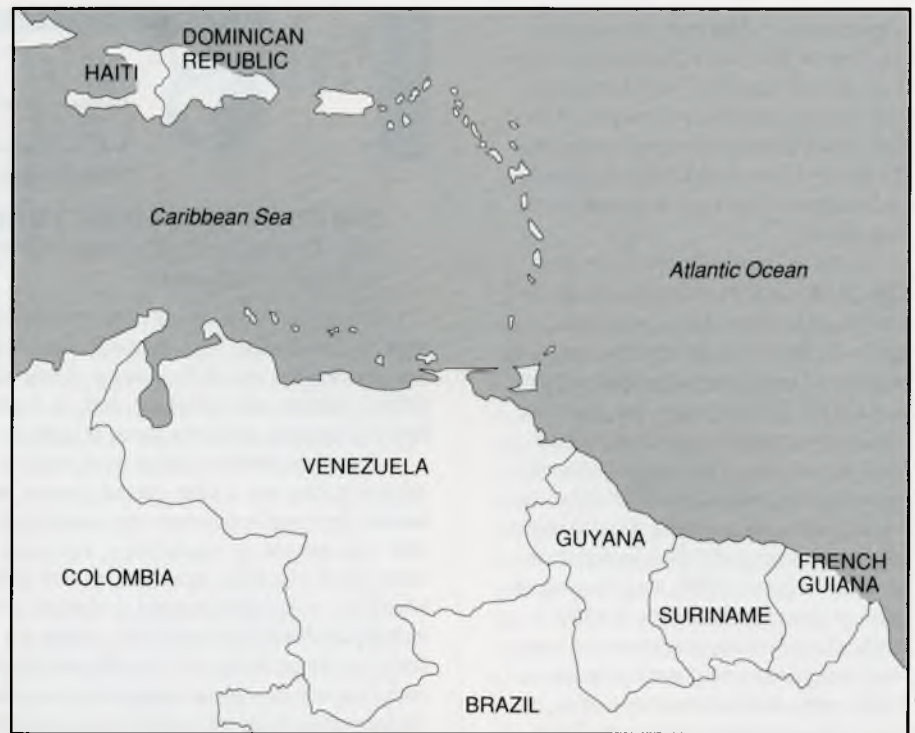 DOMINICAN
REPUBLIC
HAITI
Caribbean Sea
Atlantic Ocean
VENEZUELA
GUYANA
FRENCH
GUIANA
COLOMBIA
SURINAME
BRAZIL